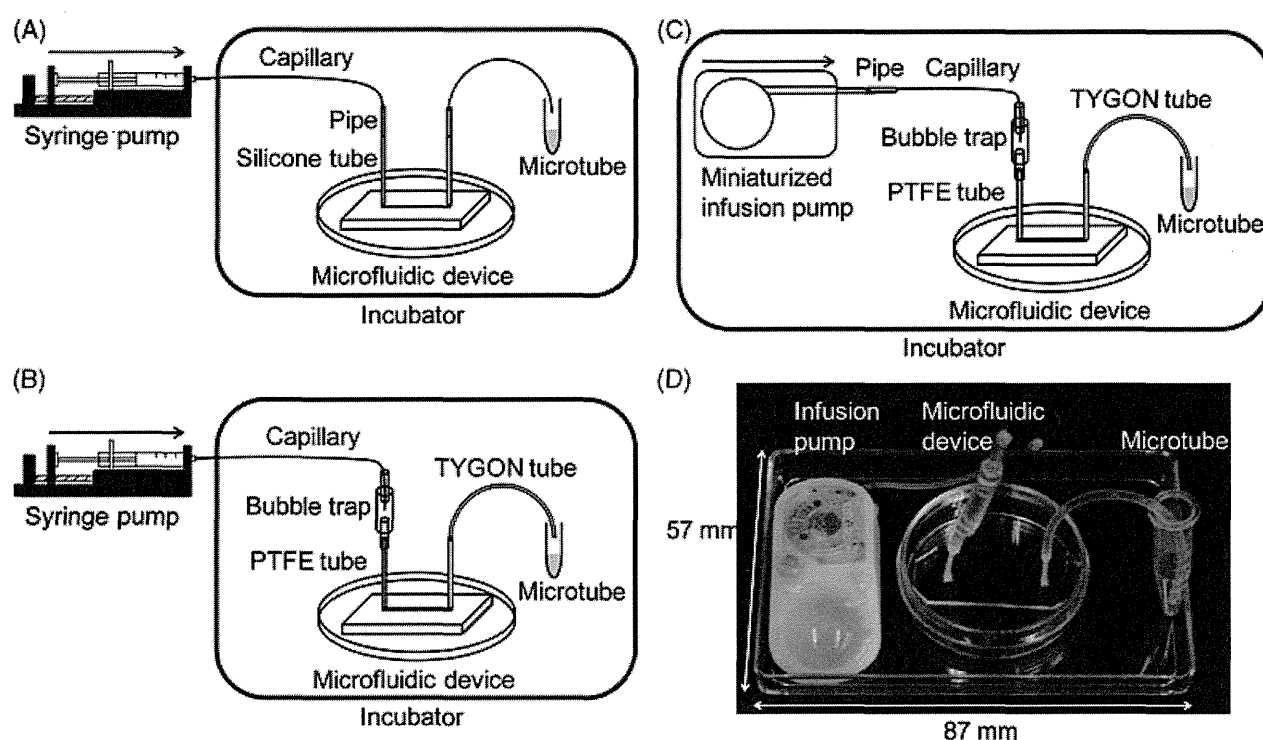 (A)
Capillary
Pipe
Silicone tube
Syringe pump
Microtube
Microfluidic device
Incubator
(B)
Capillary
TYGON tube
Bubble trap
Syringe pump
PTFE tube
Microtube
Microfluidic device
Incubator
(C)
Pipe
Capillary
TYGON tube
Bubble trap
Miniaturized
infusion pump
PTFE tube
Microtube
Microfluidic device
Incubator
(D)
Infusion
pump
Microfluidic
device
Microtube
57 mm
87 mm